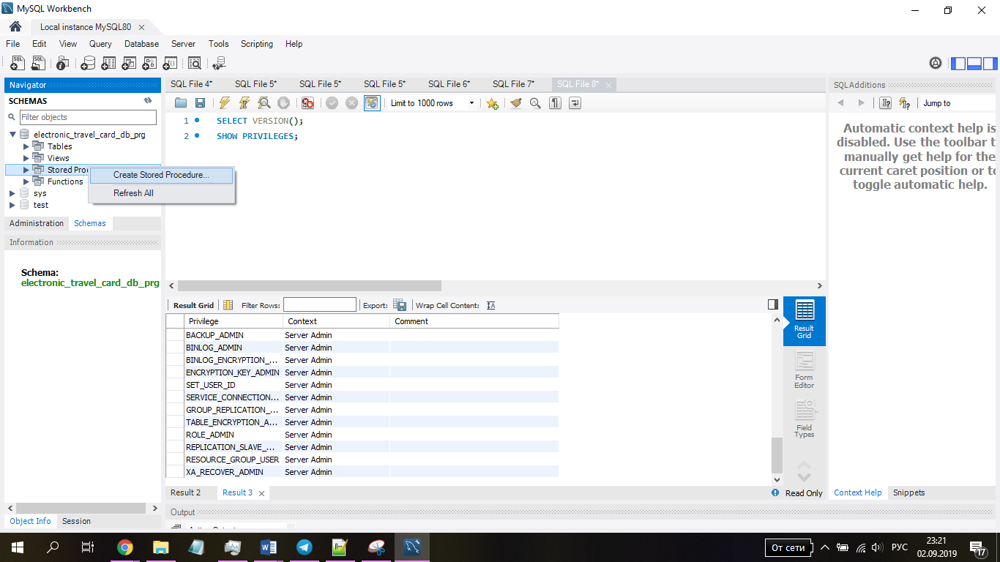 MySQL Workbench
Local instance MySQL80
File Edit View Query Database Server Tools Scripting Help
Navigator
SCHEMAS
Filter objects
electronic_travel_card_db_prg
Tables
Views
Stored Proc
Functions
sys
test
Create Stored Procedure...
Refresh All
Administration Schemas
Information
Schema:
electronic_travel_card_db_prg
Object Info Session
SQL File 4* SQL File 5* SQL File 5* SQL File 5* SQL File 6* SQL File 7* SQL File 8*
Limit to 1000 rows
1 SELECT VERSION();
2 SHOW PRIVILEGES;
Result Grid Filter Rows: Export: Wrap Cell Content:
Privilege Context Comment
BACKUP_ADMIN Server Admin
BINLOG_ADMIN Server Admin
BINLOG_ENCRYPTION_... Server Admin
ENCRYPTION_KEY_ADMIN Server Admin
SET_USER_ID Server Admin
SERVICE_CONNECTION... Server Admin
GROUP_REPLICATION_... Server Admin
TABLE_ENCRYPTION_A... Server Admin
ROLE_ADMIN Server Admin
REPLICATION_SLAVE_... Server Admin
RESOURCE_GROUP_USER Server Admin
XA_RECOVER_ADMIN Server Admin
Result 2 Result 3
Read Only
Output
Result
Grid
Form
Editor
Field
Types
SQLAdditions
Jump to
Automatic context help is
disabled. Use the toolbar t
manually get help for the
current caret position or to
toggle automatic help.
Context Help Snippets
От сети
РУС
23:21
02.09.2019
17